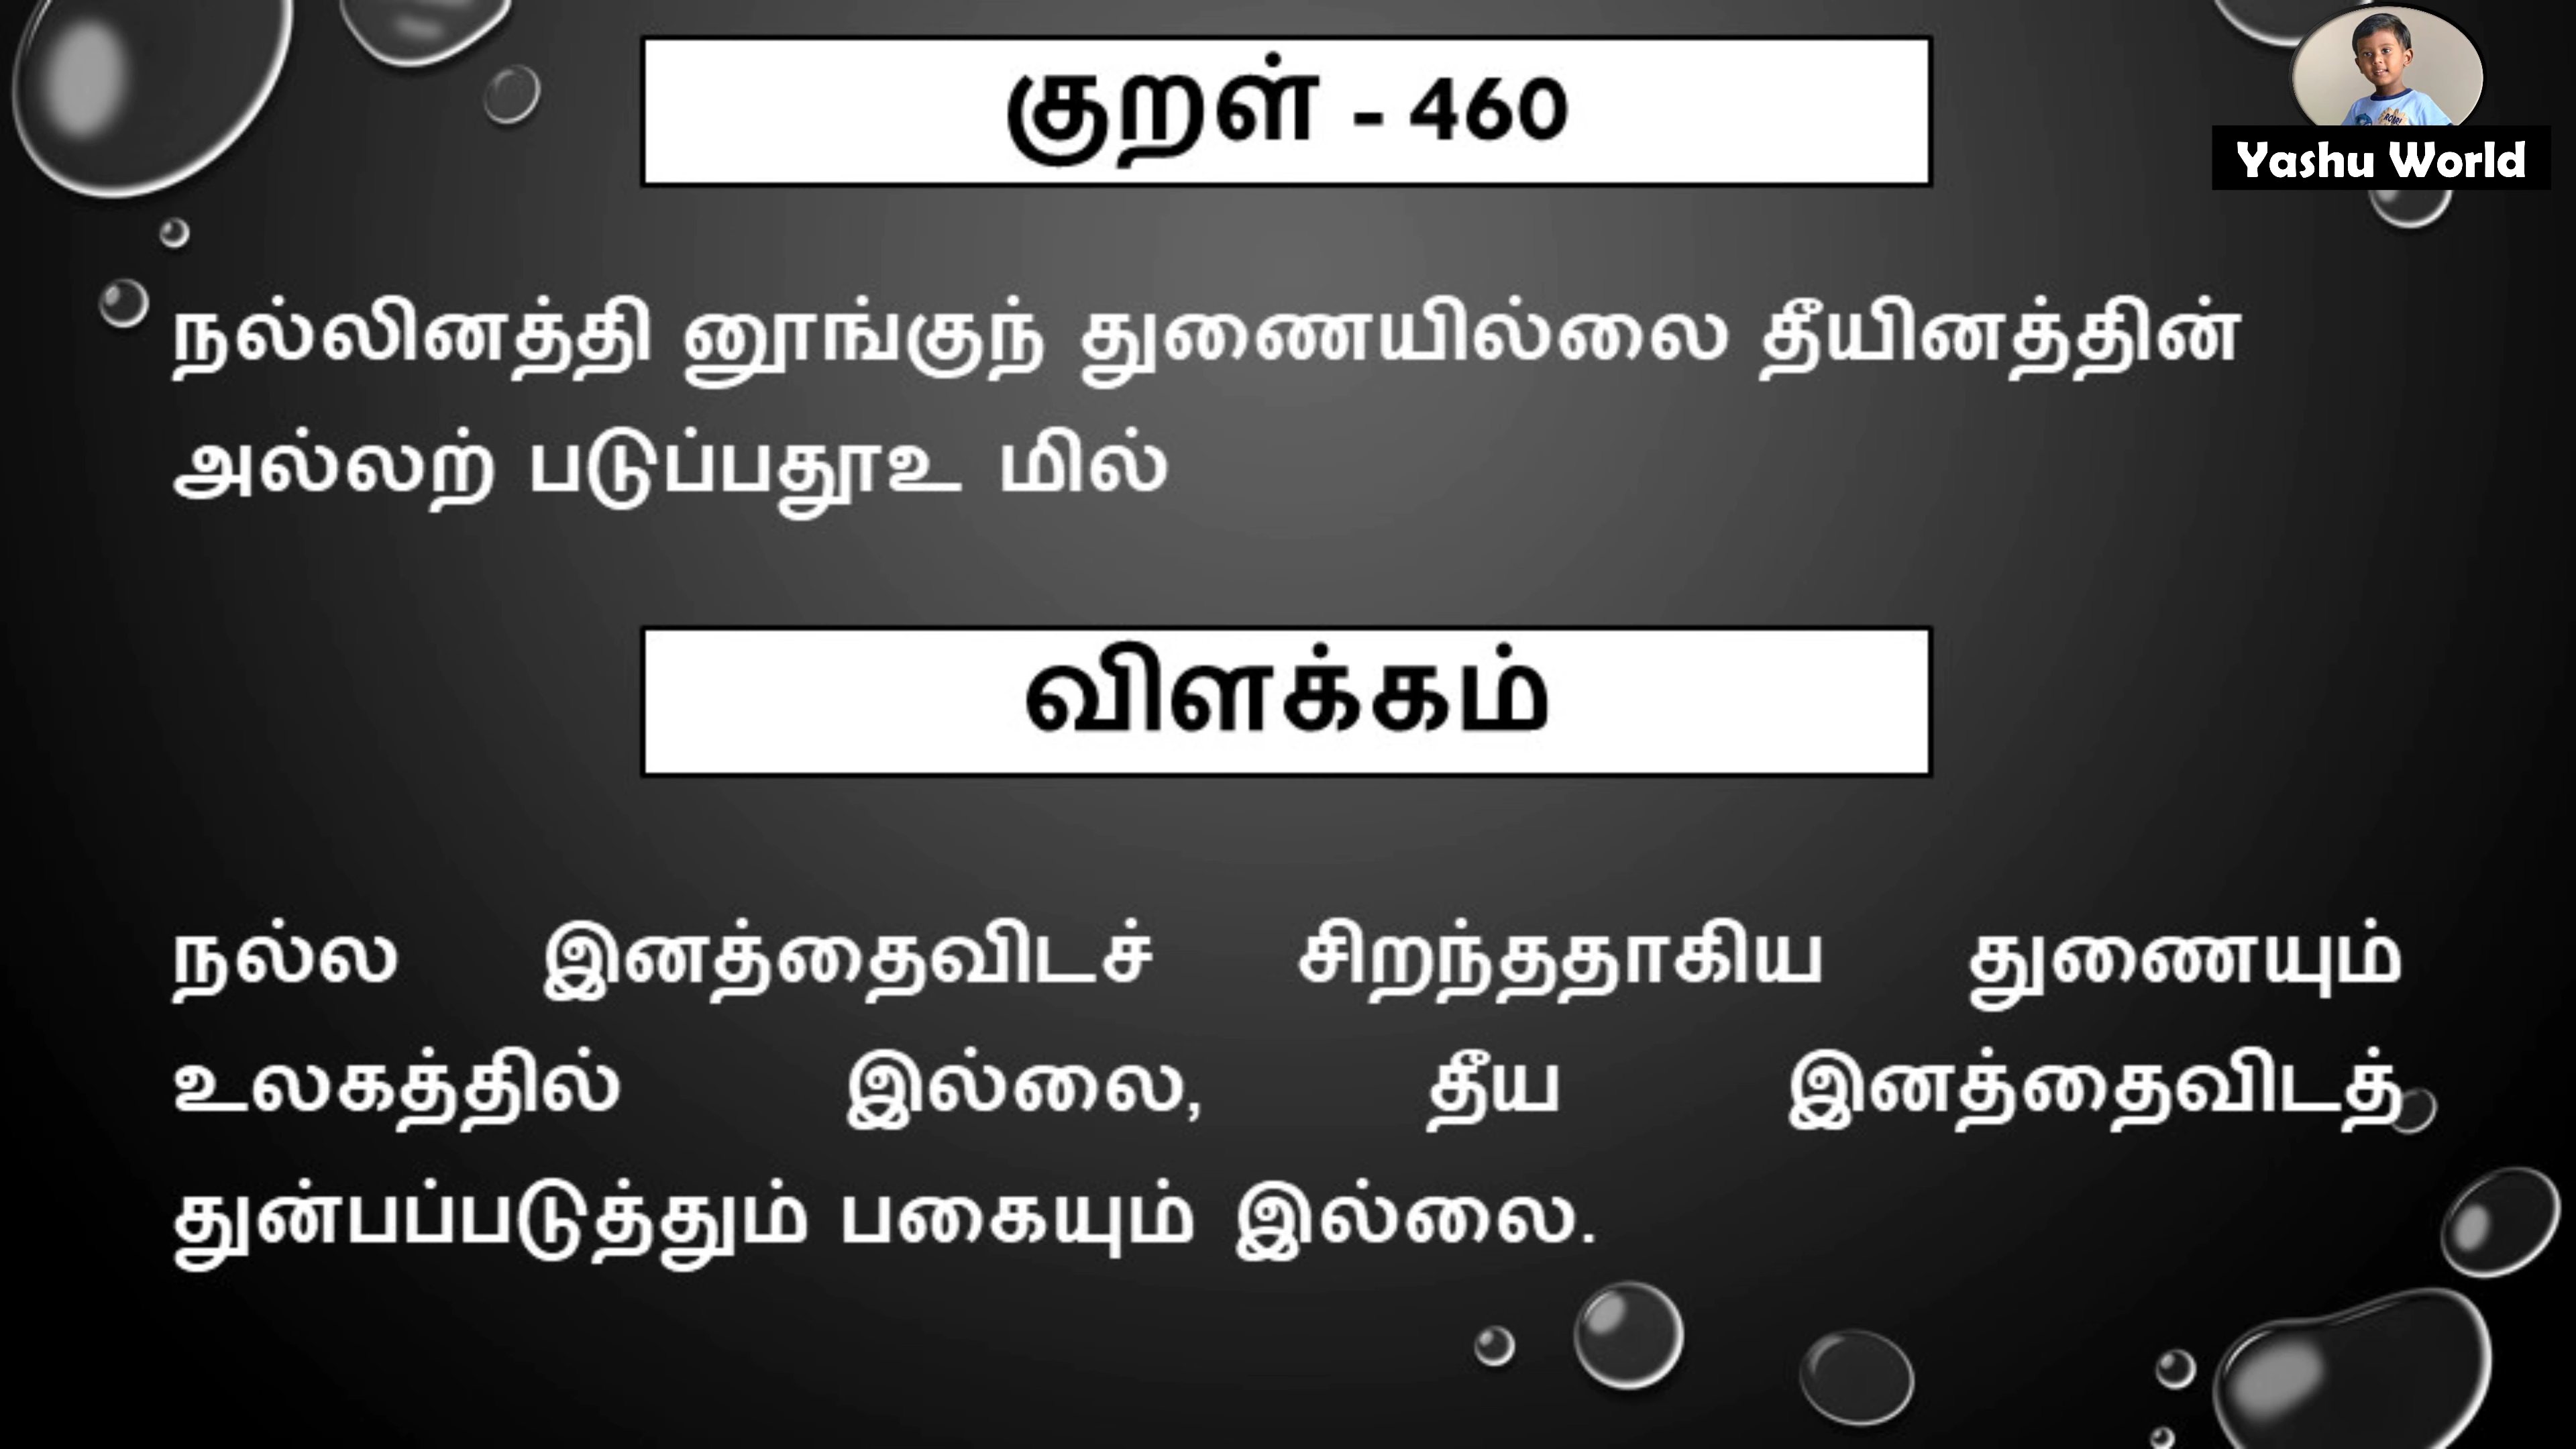 குறள் - 460
Yashu World
நல்லினத்தி னூங்குந் துணையில்லை தீயினத்தின்
அல்லற் படுப்பதூஉ மில்
விளக்கம்
நல்ல இனத்தைவிடச் சிறந்ததாகிய துணையும்
உலகத்தில் இல்லை, தீய இனத்தைவிடத்
துன்பப்படுத்தும் பகையும் இல்லை.